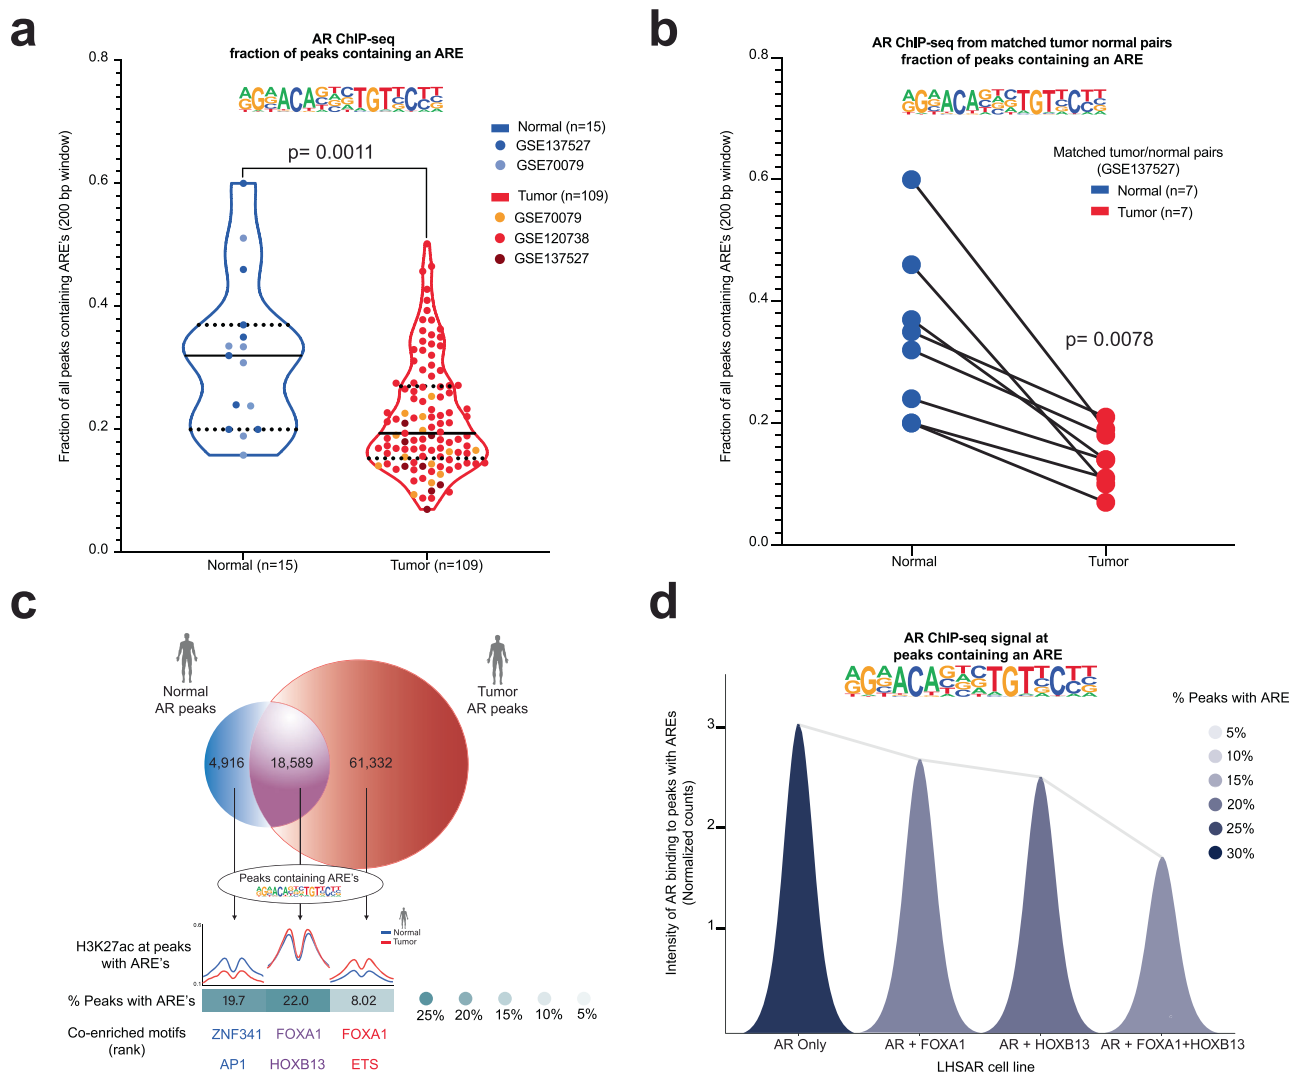 a
AR ChIP-seq
fraction of peaks containing an ARE
0.8
0.6
0.4
0.2
0.0
Fraction of all peaks containing ARE's (200 bp window)
p= 0.0011
Normal (n=15)
GSE137527
GSE70079
Tumor (n=109)
GSE70079
GSE120738
GSE137527
Normal (n=15)
Tumor (n=109)
b
AR ChIP-seq from matched tumor normal pairs
fraction of peaks containing an ARE
0.8
0.6
0.4
0.2
0.0
Fraction of all peaks containing ARE's (200 bp window)
Matched tumor/normal pairs
(GSE137527)
Normal (n=7)
Tumor (n=7)
p= 0.0078
Normal
Tumor
c
Normal
AR peaks
Tumor
AR peaks
4,916
18,589
61,332
Peaks containing ARE's
H3K27ac at peaks
with ARE's
0.6
0.1
Normal
Tumor
% Peaks with ARE's
19.7
22.0
8.02
25%
20%
15%
10%
5%
Co-enriched motifs
(rank)
ZNF341
FOXA1
FOXA1
AP1
HOXB13
ETS
d
AR ChIP-seq signal at
peaks containing an ARE
Intensity of AR binding to peaks with AREs
(Normalized counts)
3
2
1
% Peaks with ARE
5%
10%
15%
20%
25%
30%
AR Only
AR + FOXA1
AR + HOXB13
AR + FOXA1+HOXB13
LHSAR cell line